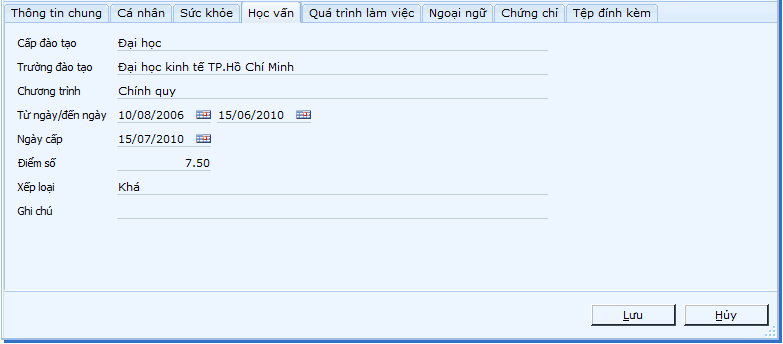 Thông tin chung Cá nhân Sức khỏe Học vấn Quá trình làm việc Ngoại ngữ Chứng chỉ Tệp đính kèm
Cấp đào tạo Đại học
Trường đào tạo Đại học kinh tế TP.Hồ Chí Minh
Chương trình Chính quy
Từ ngày/đến ngày 10/08/2006 15/06/2010
Ngày cấp 15/07/2010
Điểm số 7.50
Xếp loại Khá
Ghi chú
Lưu Hủy